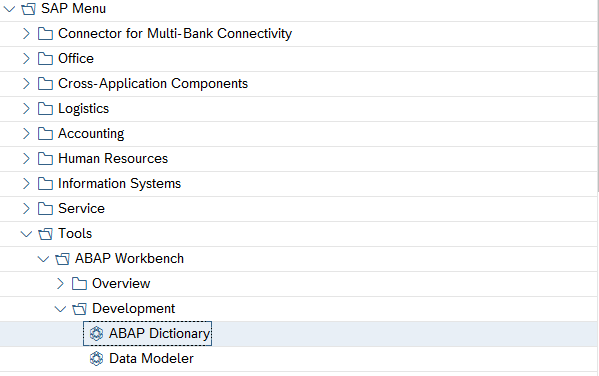 SAP Menu
Connector for Multi-Bank Connectivity
Office
Cross-Application Components
Logistics
Accounting
Human Resources
Information Systems
Service
Tools
ABAP Workbench
Overview
Development
ABAP Dictionary
Data Modeler